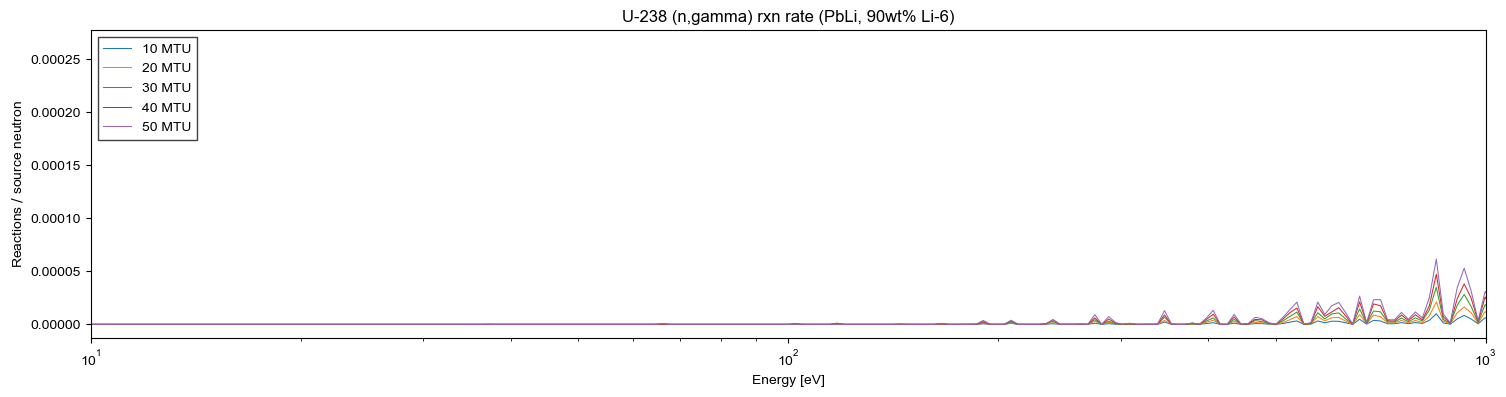 U-238 (n,gamma) rxn rate (PbLi, 90wt% Li-6)
10 MTU
20 MTU
30 MTU
40 MTU
50 MTU
0.00025
0.00020
0.00015
0.00010
0.00005
0.00000
Reactions / source neutron
10¹ 10² 10³
Energy [eV]